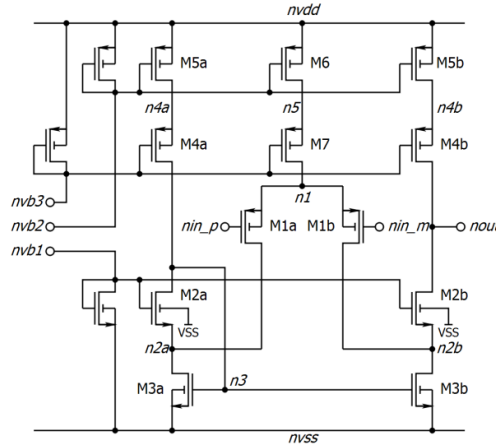 nvdd
M5a M6 M5b
n4a n5 n4b
M4a M7 M4b
n1
nvb3
nvb2 nin_p M1a M1b nin_m nout
nvb1
M2a M2b
VSS VSS
n2a n2b
M3a n3 M3b
nvss